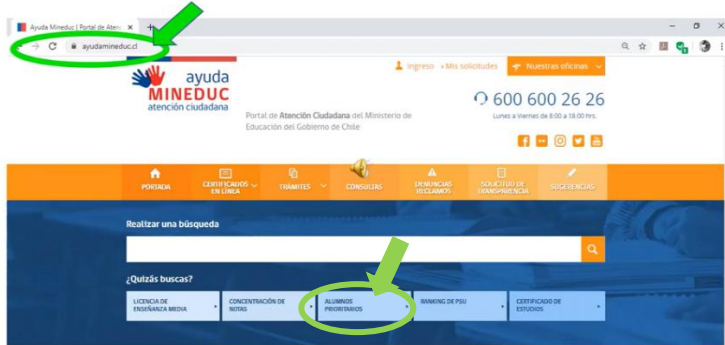 Ayuda Mineduc | Portal de Aten
ayudamineduc.cl
ingreso
Mis solicitudes
Nuestras oficinas
ayuda
MINEDUC
atención ciudadana
Portal de Atención Ciudadana del Ministerio de
Educación del Gobierno de Chile
600 600 26 26
Lunes a Viernes de 8:00 a 18:00 hrs.
PORTADA
CERTIFICADOS
EN LÍNEA
TRÁMITES
CONSULTAS
DENUNCIAS
RECLAMOS
SOLICITUD DE
TRANSPARENCIA
SUGERENCIAS
Realizar una búsqueda
¿Quizás buscas?
LICENCIA DE
ENSEÑANZA MEDIA
CONCENTRACIÓN DE
NOTAS
ALUMNOS
PRIORITARIOS
RANKING DE PSU
CERTIFICADO DE
ESTUDIOS